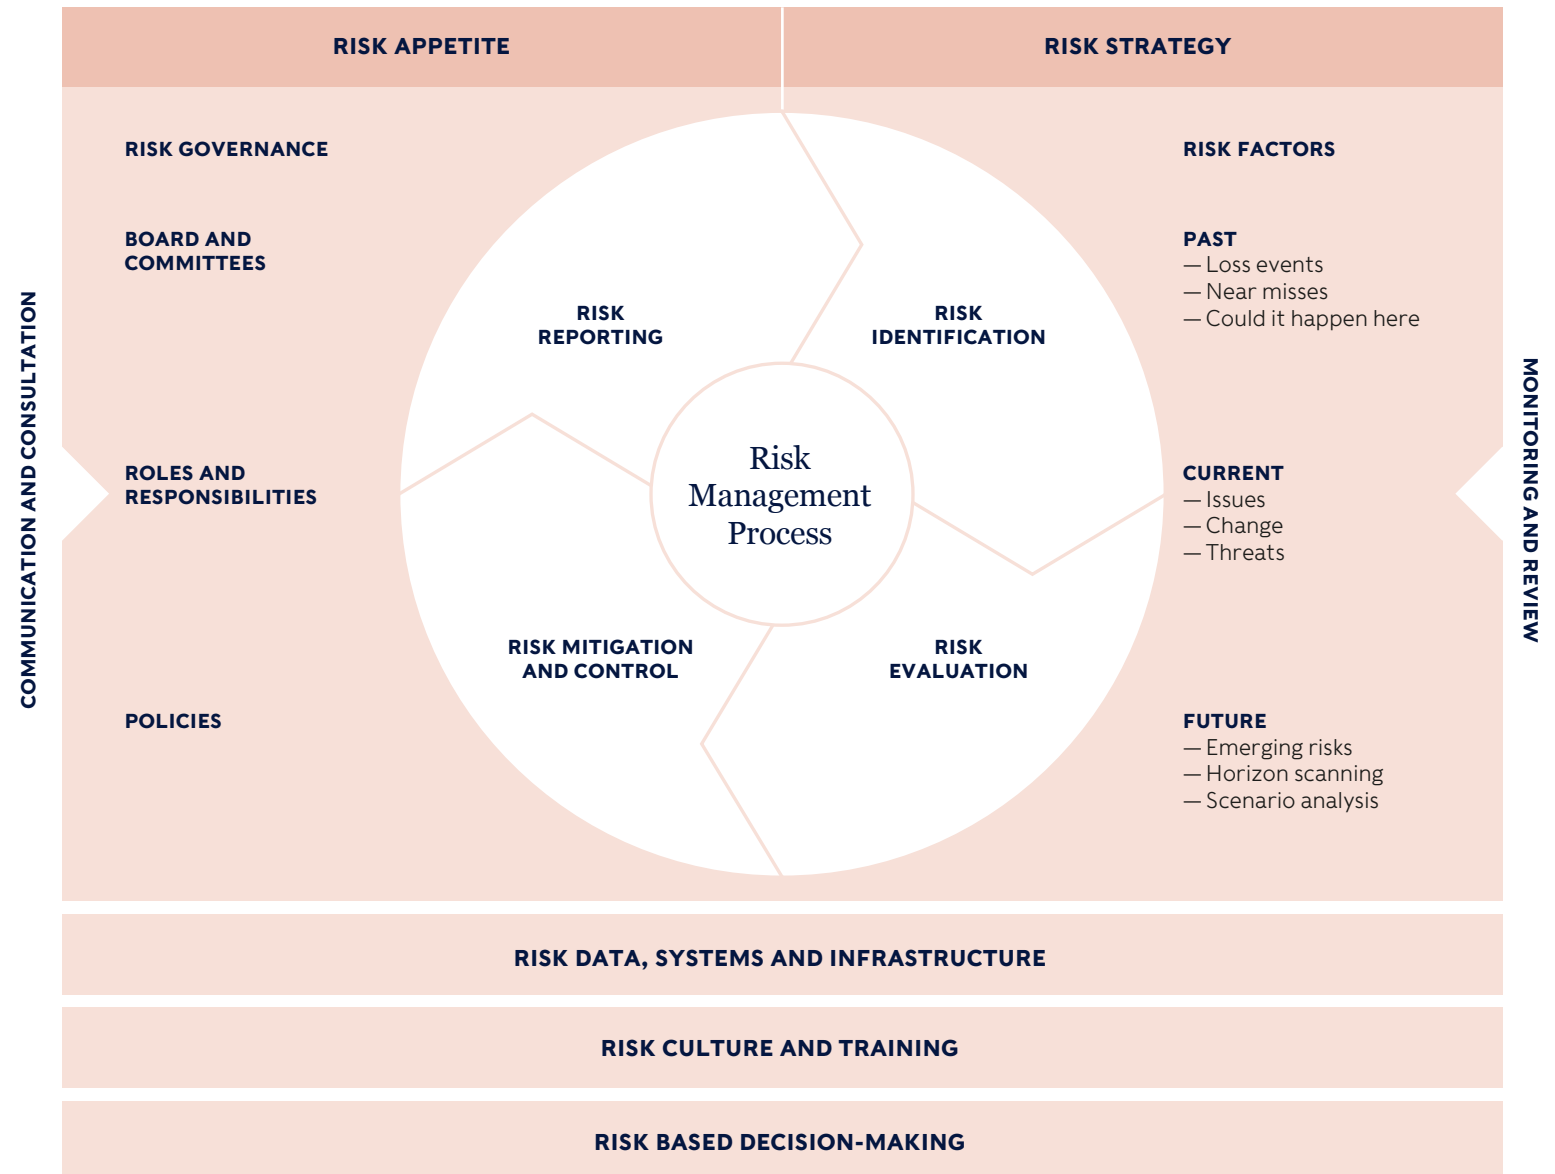 RISK APPETITE
RISK STRATEGY
COMMUNICATION AND CONSULTATION
RISK GOVERNANCE
BOARD AND
COMMITTEES
ROLES AND
RESPONSIBILITIES
POLICIES
RISK
REPORTING
RISK
IDENTIFICATION
Risk
Management
Process
RISK MITIGATION
AND CONTROL
RISK
EVALUATION
RISK FACTORS
PAST
— Loss events
— Near misses
— Could it happen here
CURRENT
— Issues
— Change
— Threats
FUTURE
— Emerging risks
— Horizon scanning
— Scenario analysis
MONITORING AND REVIEW
RISK DATA, SYSTEMS AND INFRASTRUCTURE
RISK CULTURE AND TRAINING
RISK BASED DECISION-MAKING